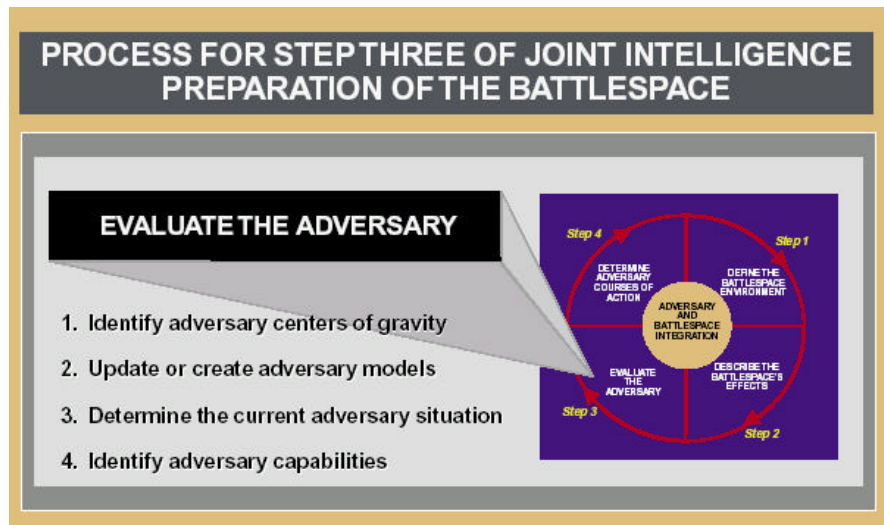 PROCESS FOR STEP THREE OF JOINT INTELLIGENCE
PREPARATION OF THE BATTLESPACE
EVALUATE THE ADVERSARY
1. Identify adversary centers of gravity
2. Update or create adversary models
3. Determine the current adversary situation
4. Identify adversary capabilities
Step 4
Step 1
DETERMINE
ADVERSARY
COURSES OF
ACTION
DEFINE THE
BATTLESPACE
ENVIRONMENT
ADVERSARY
AND
BATTLESPACE
INTEGRATION
EVALUATE
THE
ADVERSARY
DESCRIBE THE
BATTLESPACE'S
EFFECTS
Step 3
Step 2